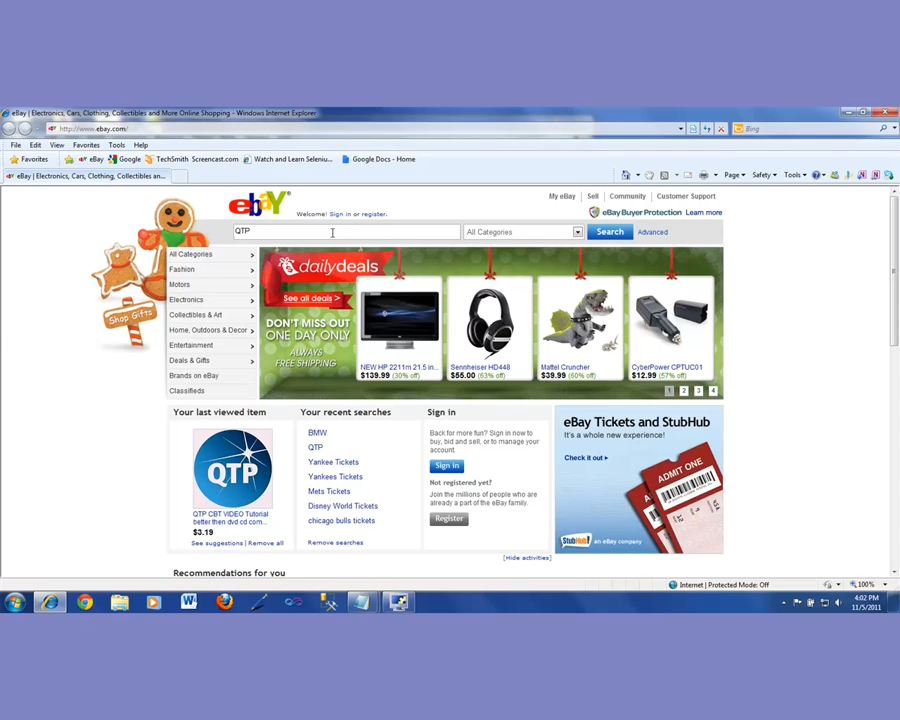 eBay | Electronics, Cars, Clothing, Collectibles and More Online Shopping - Windows Internet Explorer
http://www.ebay.com/
Bing
File Edit View Favorites Tools Help
Favorites eBay Google TechSmith Screencast.com Watch and Learn Seleniu... Google Docs - Home
eBay | Electronics, Cars, Clothing, Collectibles an...
Page Safety Tools
My eBay Sell Community Customer Support
ebay
Welcome! Sign in or register.
eBay Buyer Protection Learn more
QTP
All Categories
Search
Advanced
Shop Gifts
All Categories
Fashion
Motors
Electronics
Collectibles & Art
Home, Outdoors & Decor
Entertainment
Deals & Gifts
Brands on eBay
Classifieds
dailydeals
See all deals >
DON'T MISS OUT
ONE DAY ONLY
ALWAYS
FREE SHIPPING
NEW HP 2211m 21.5 in...
$139.99 (30% off)
Sennheiser HD448
$55.00 (63% off)
Mattel Cruncher
$39.99 (60% off)
CyberPower CPTUC01
$12.99 (57% off)
1 2 3 4
Your last viewed item
QTP
QTP CBT VIDEO Tutorial
better then dvd cd com...
$3.19
See suggestions | Remove all
Your recent searches
BMW
QTP
Yankee Tickets
Yankees Tickets
Mets Tickets
Disney World Tickets
chicago bulls tickets
Remove searches
Sign in
Back for more fun? Sign in now to
buy, bid and sell, or to manage your
account.
Sign in
Not registered yet?
Join the millions of people who are
already a part of the eBay family.
Register
eBay Tickets and StubHub
It's a whole new experience!
Check it out
ADMIT ONE
StubHub! an eBay company
[Hide activities]
Recommendations for you
Internet | Protected Mode: Off
100%
4:02 PM
11/5/2011